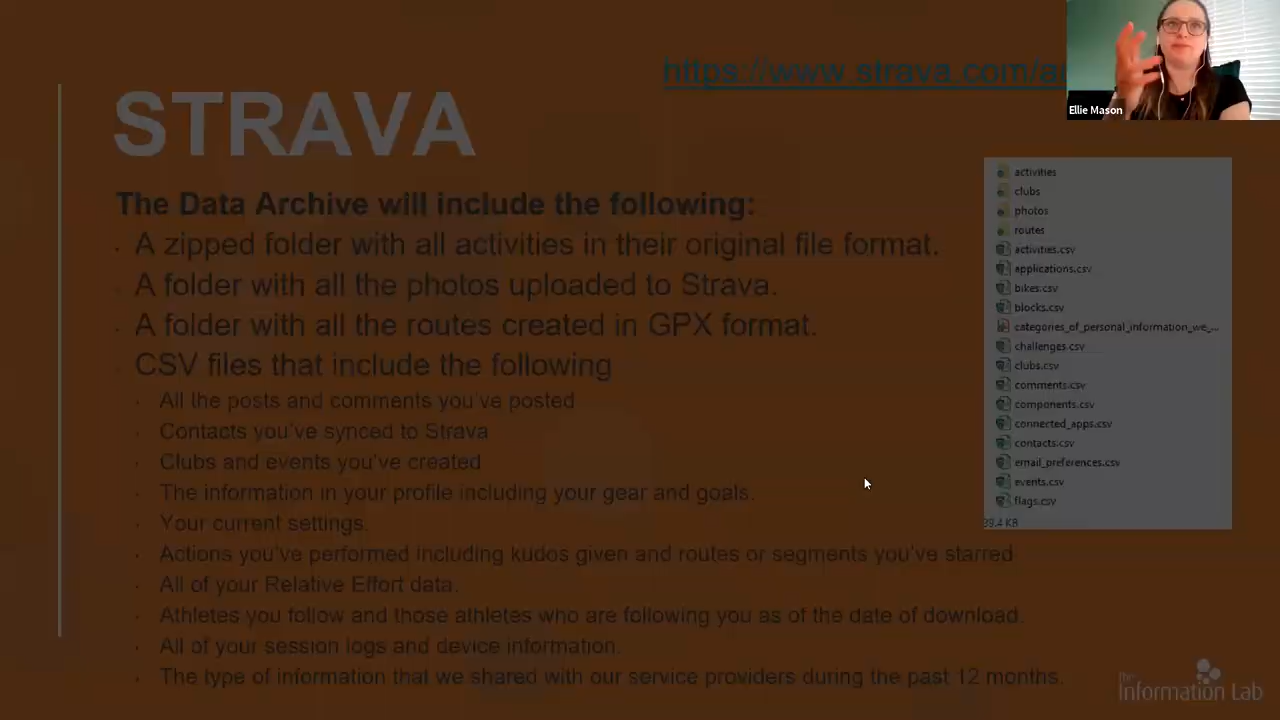 https://www.strava.com/a
Ellie Mason
STRAVA
The Data Archive will include the following:
A zipped folder with all activities in their original file format.
A folder with all the photos uploaded to Strava.
A folder with all the routes created in GPX format.
CSV files that include the following
All the posts and comments you've posted
Contacts you've synced to Strava
Clubs and events you've created
The information in your profile including your gear and goals.
Your current settings.
Actions you've performed including kudos given and routes or segments you've starred
All of your Relative Effort data.
Athletes you follow and those athletes who are following you as of the date of download.
All of your session logs and device information.
The type of information that we shared with our service providers during the past 12 months.
activities
clubs
photos
routes
activities.csv
applications.csv
bikes.csv
blocks.csv
categories_of_personal_information_we_...
challenges.csv
clubs.csv
comments.csv
components.csv
connected_apps.csv
contacts.csv
email_preferences.csv
events.csv
flags.csv
39.4 KB
The Information Lab